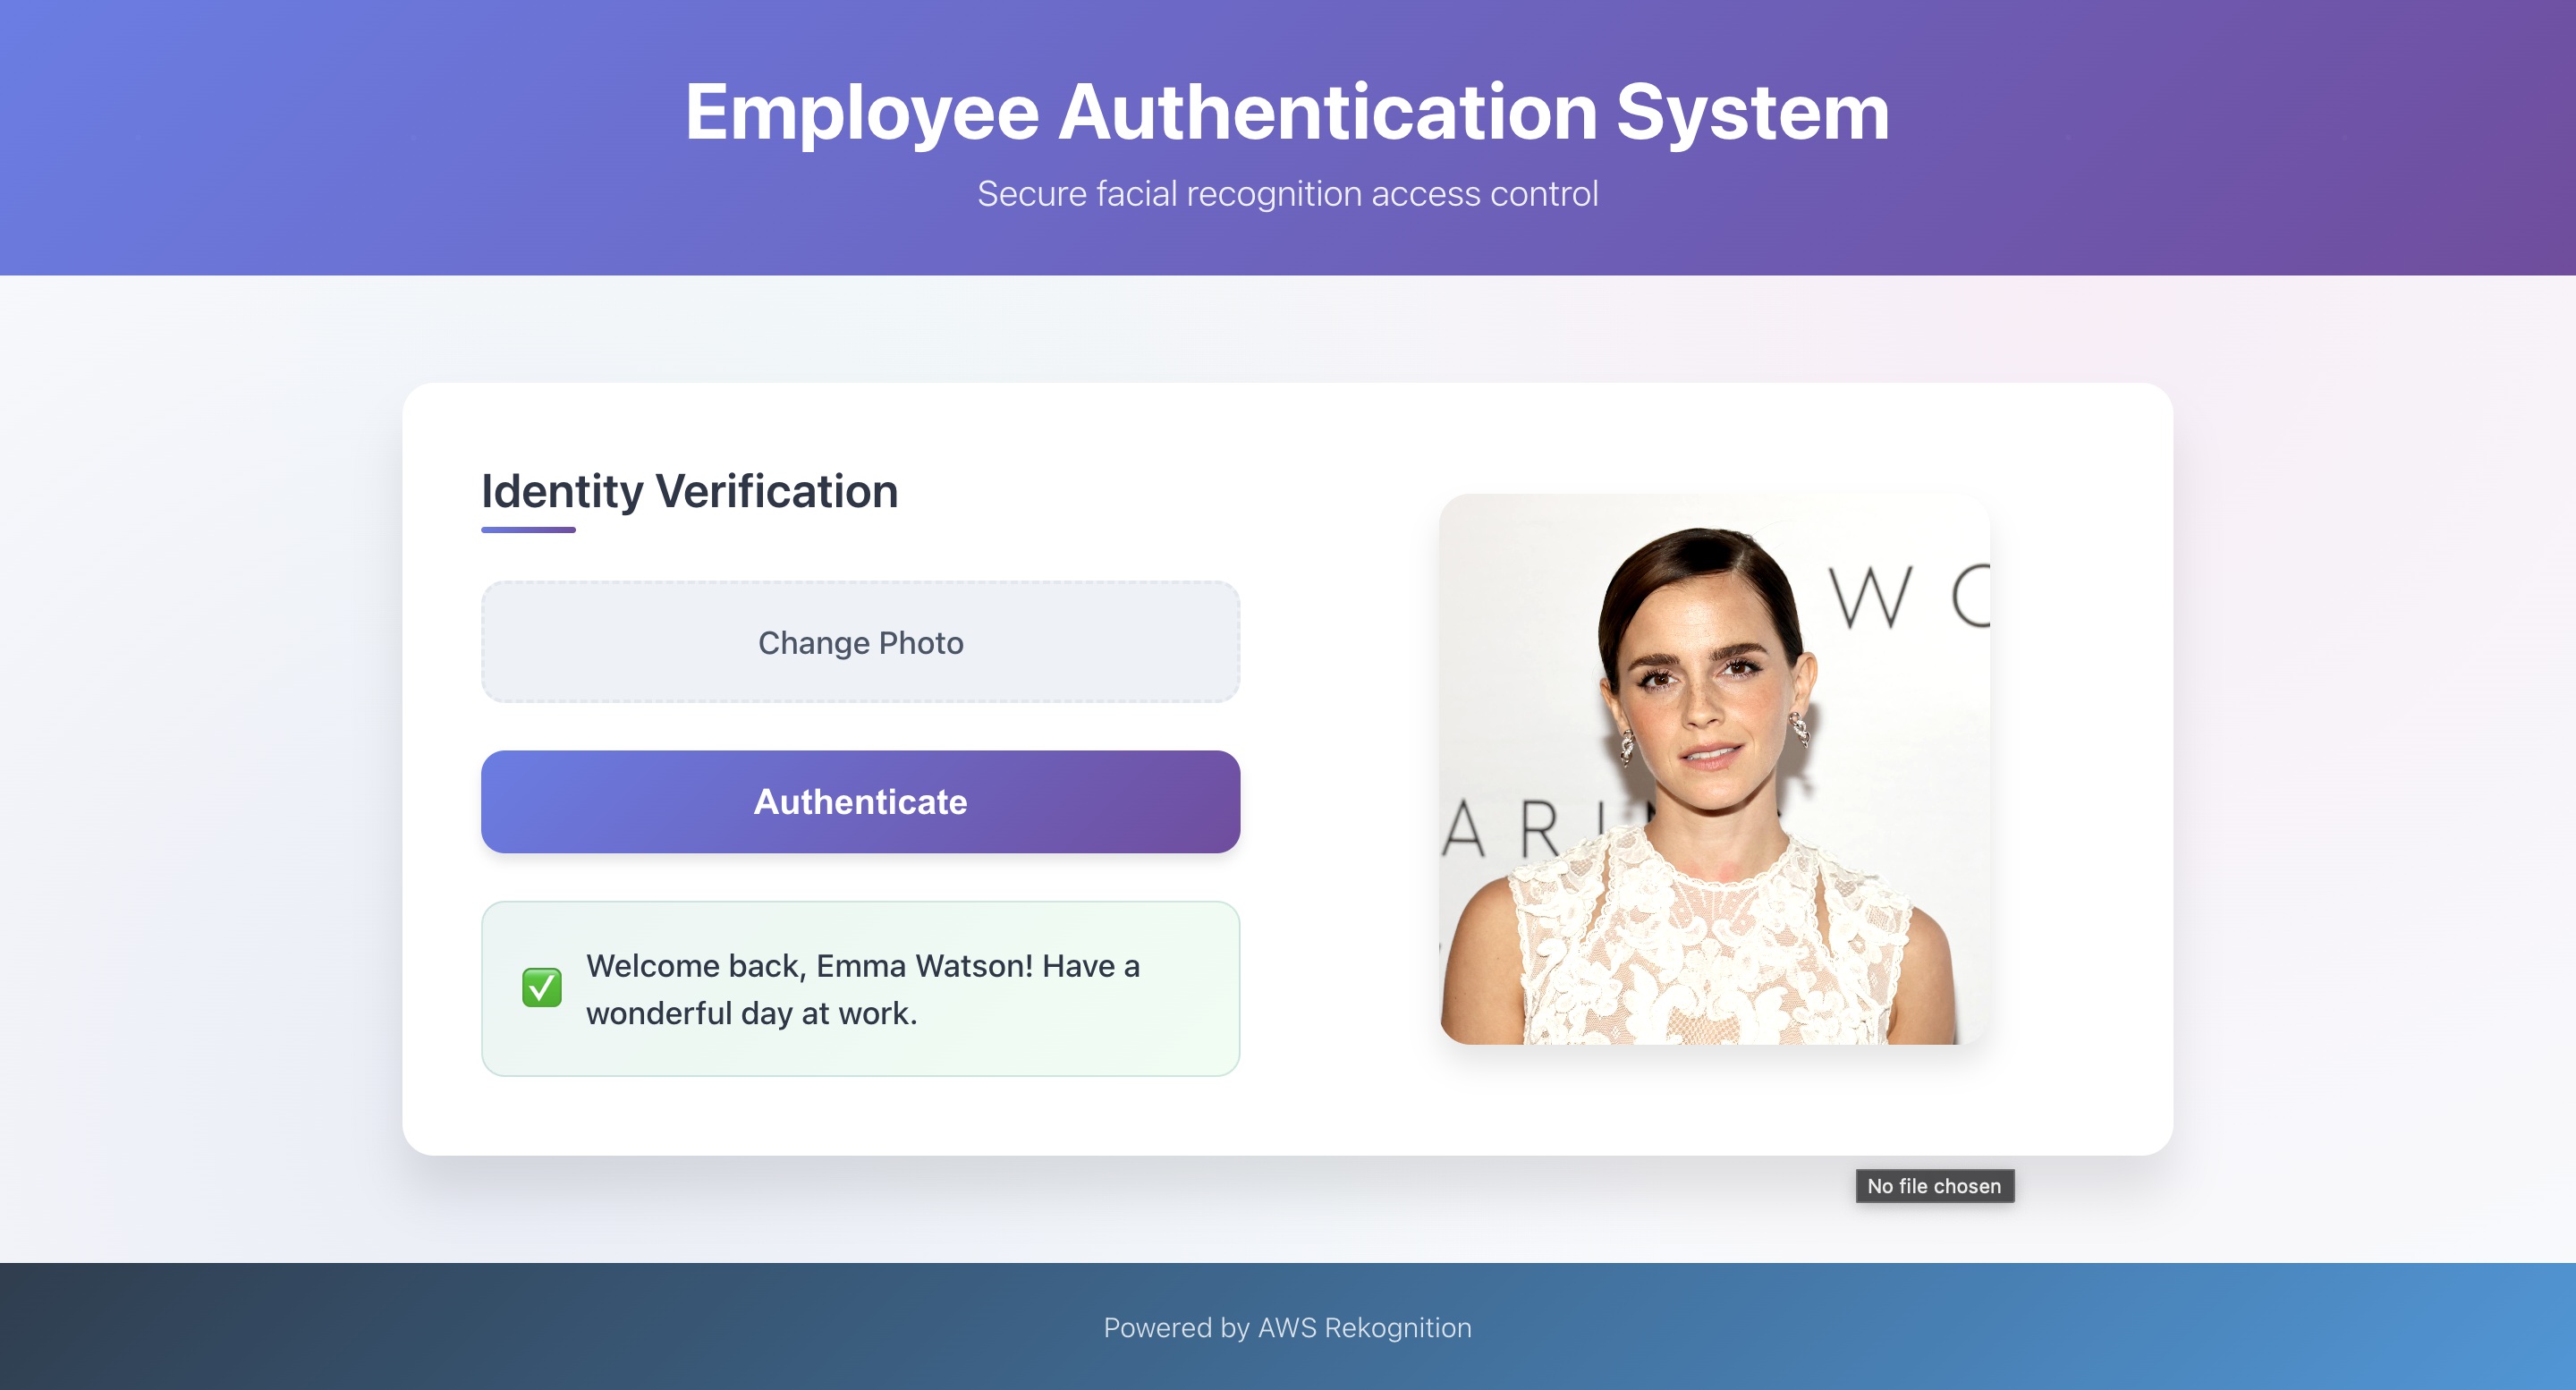 Employee Authentication System
Secure facial recognition access control
Identity Verification
Change Photo
Authenticate
✅ Welcome back, Emma Watson! Have a
wonderful day at work.
W
No file chosen
Powered by AWS Rekognition